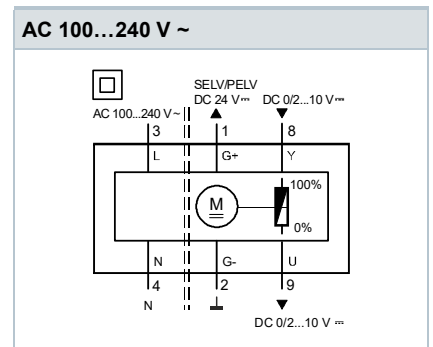 AC 100…240 V ~
SELV/PELV
DC 24 V⎓ DC 0/2...10 V⎓
AC 100...240 V~
3 1 8
L G+ Y
100%
M
0%
N G- U
4 2 9
N
DC 0/2...10 V ⎓